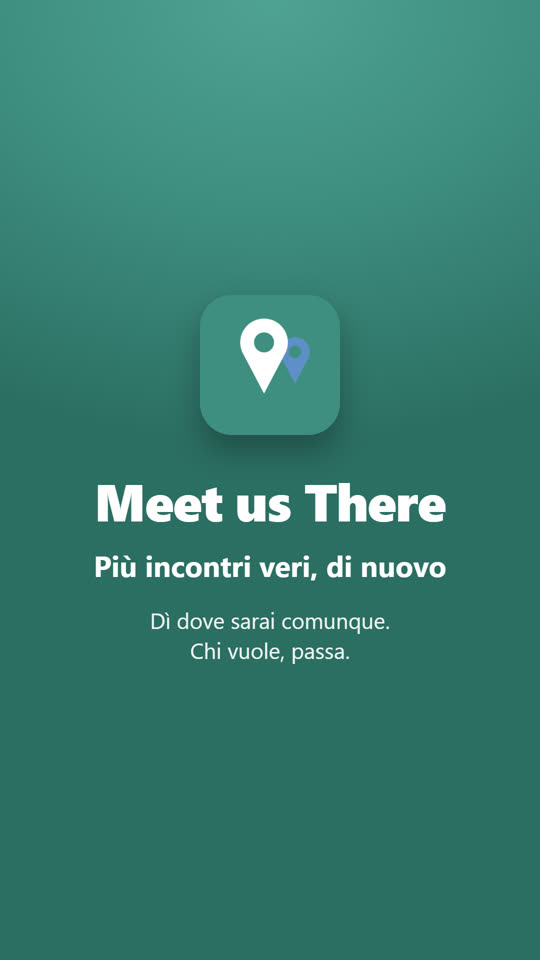 Meet us There
Più incontri veri, di nuovo
Dì dove sarai comunque.
Chi vuole, passa.